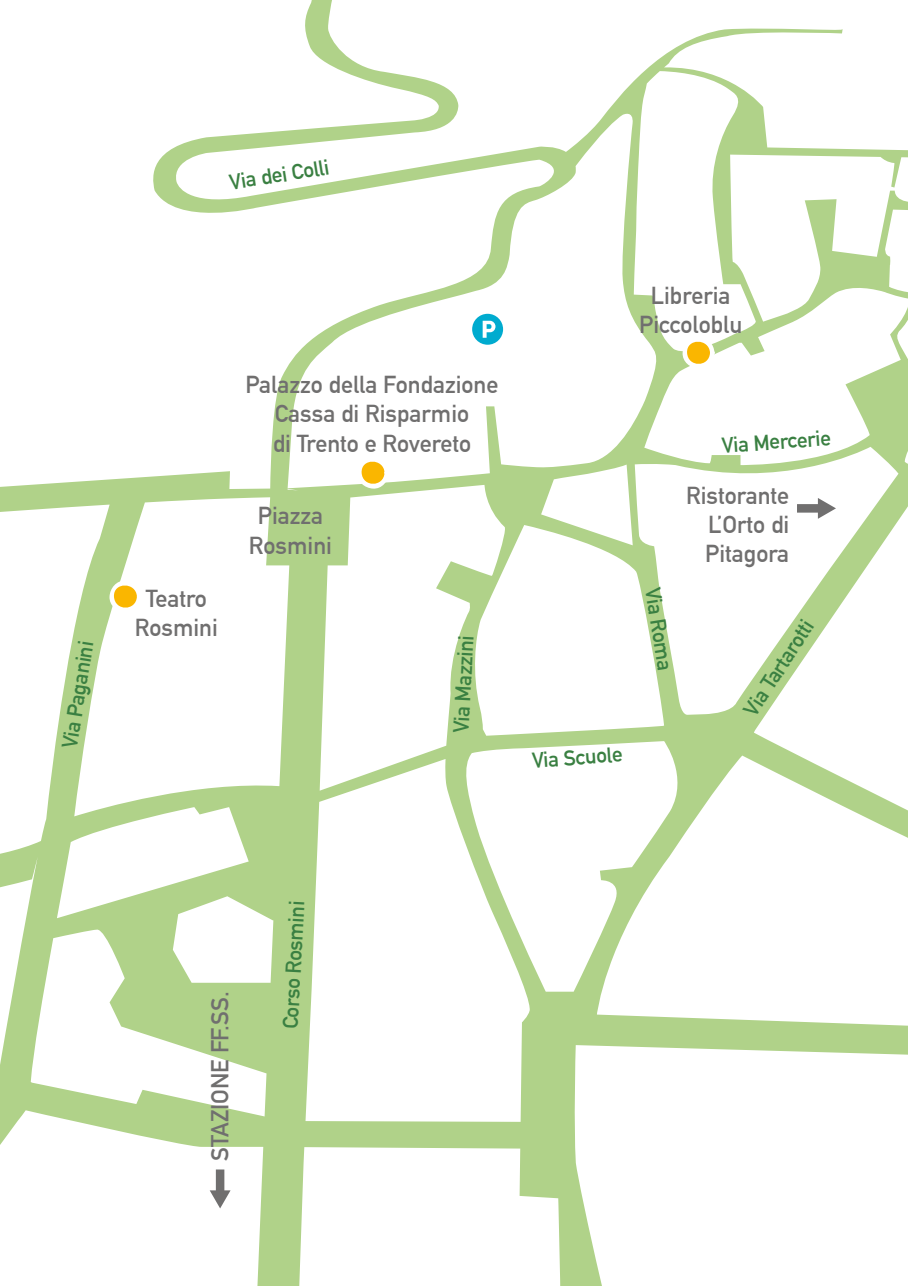 Via dei Colli
Libreria
Piccoloblu
P
Palazzo della Fondazione
Cassa di Risparmio
di Trento e Rovereto
Via Mercerie
Ristorante
L'Orto di
Pitagora
Piazza
Rosmini
Teatro
Rosmini
Via Paganini
Via Mazzini
Via Roma
Via Tartarotti
Via Scuole
Corso Rosmini
STAZIONE FF.SS.